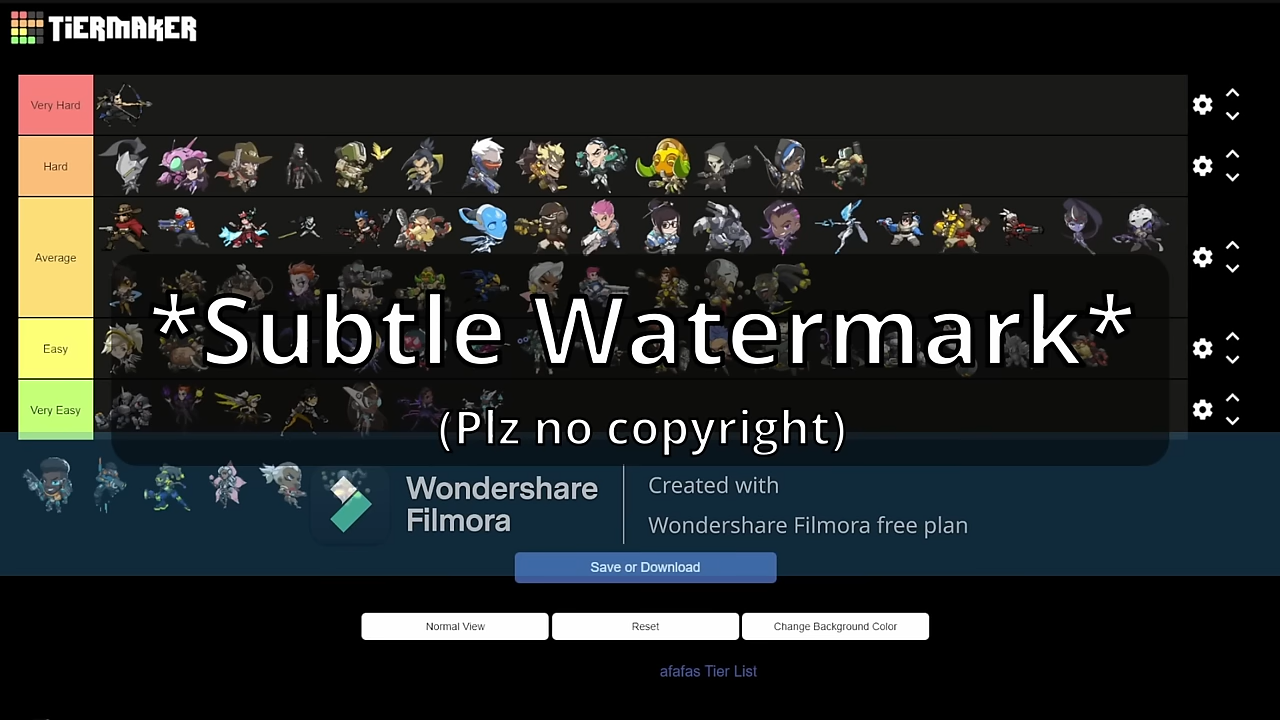 TiERMAKER
Very Hard
Hard
Average
Easy
Very Easy
*Subtle Watermark*
(Plz no copyright)
Wondershare
Filmora
Created with
Wondershare Filmora free plan
Save or Download
Normal View
Reset
Change Background Color
afafas Tier List